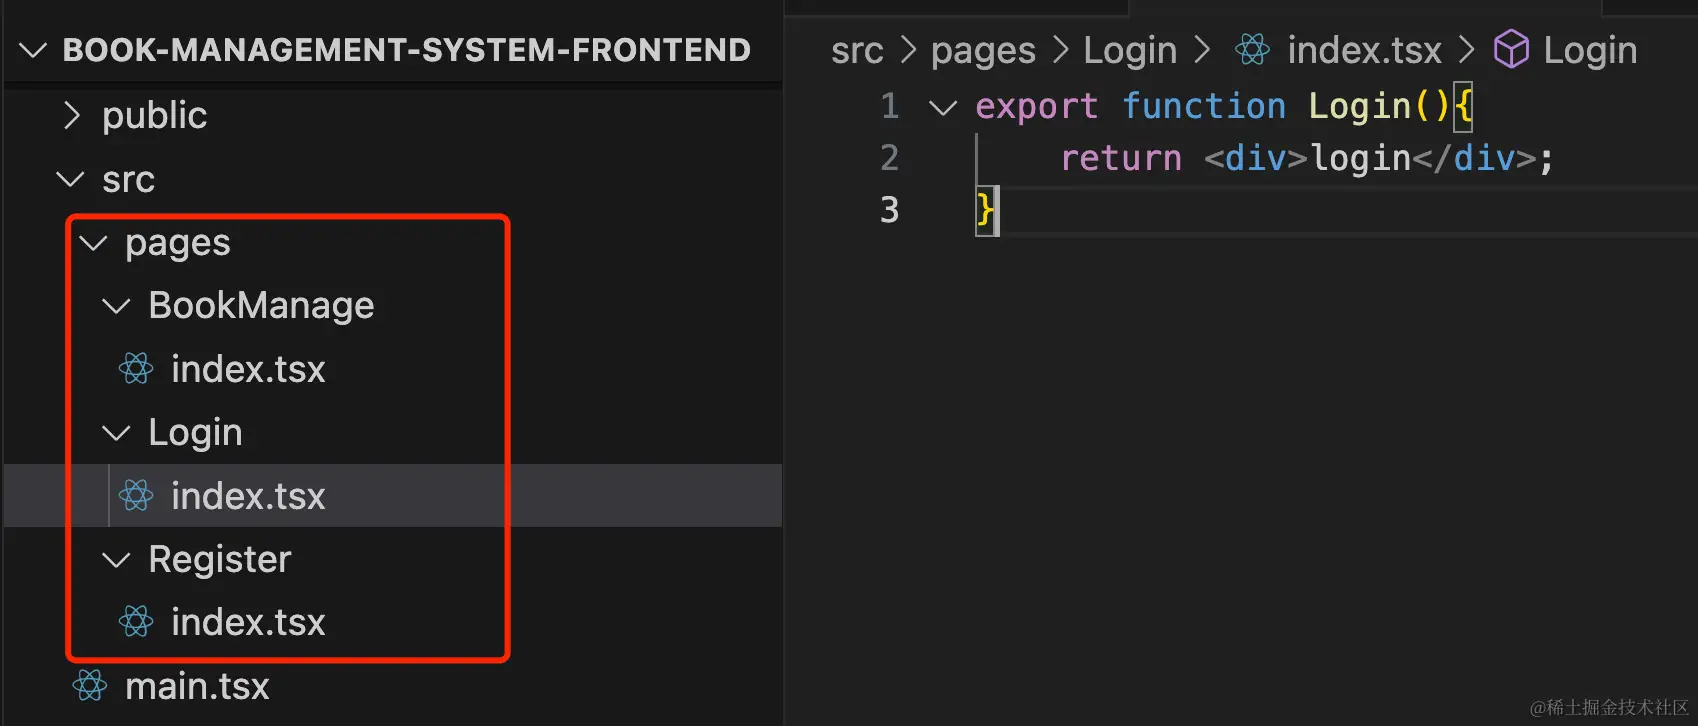 BOOK-MANAGEMENT-SYSTEM-FRONTEND
public
src
pages
BookManage
index.tsx
Login
index.tsx
Register
index.tsx
main.tsx
src > pages > Login > index.tsx > Login
1 export function Login(){
2 return <div>login</div>;
3 }
@稀土掘金技术社区